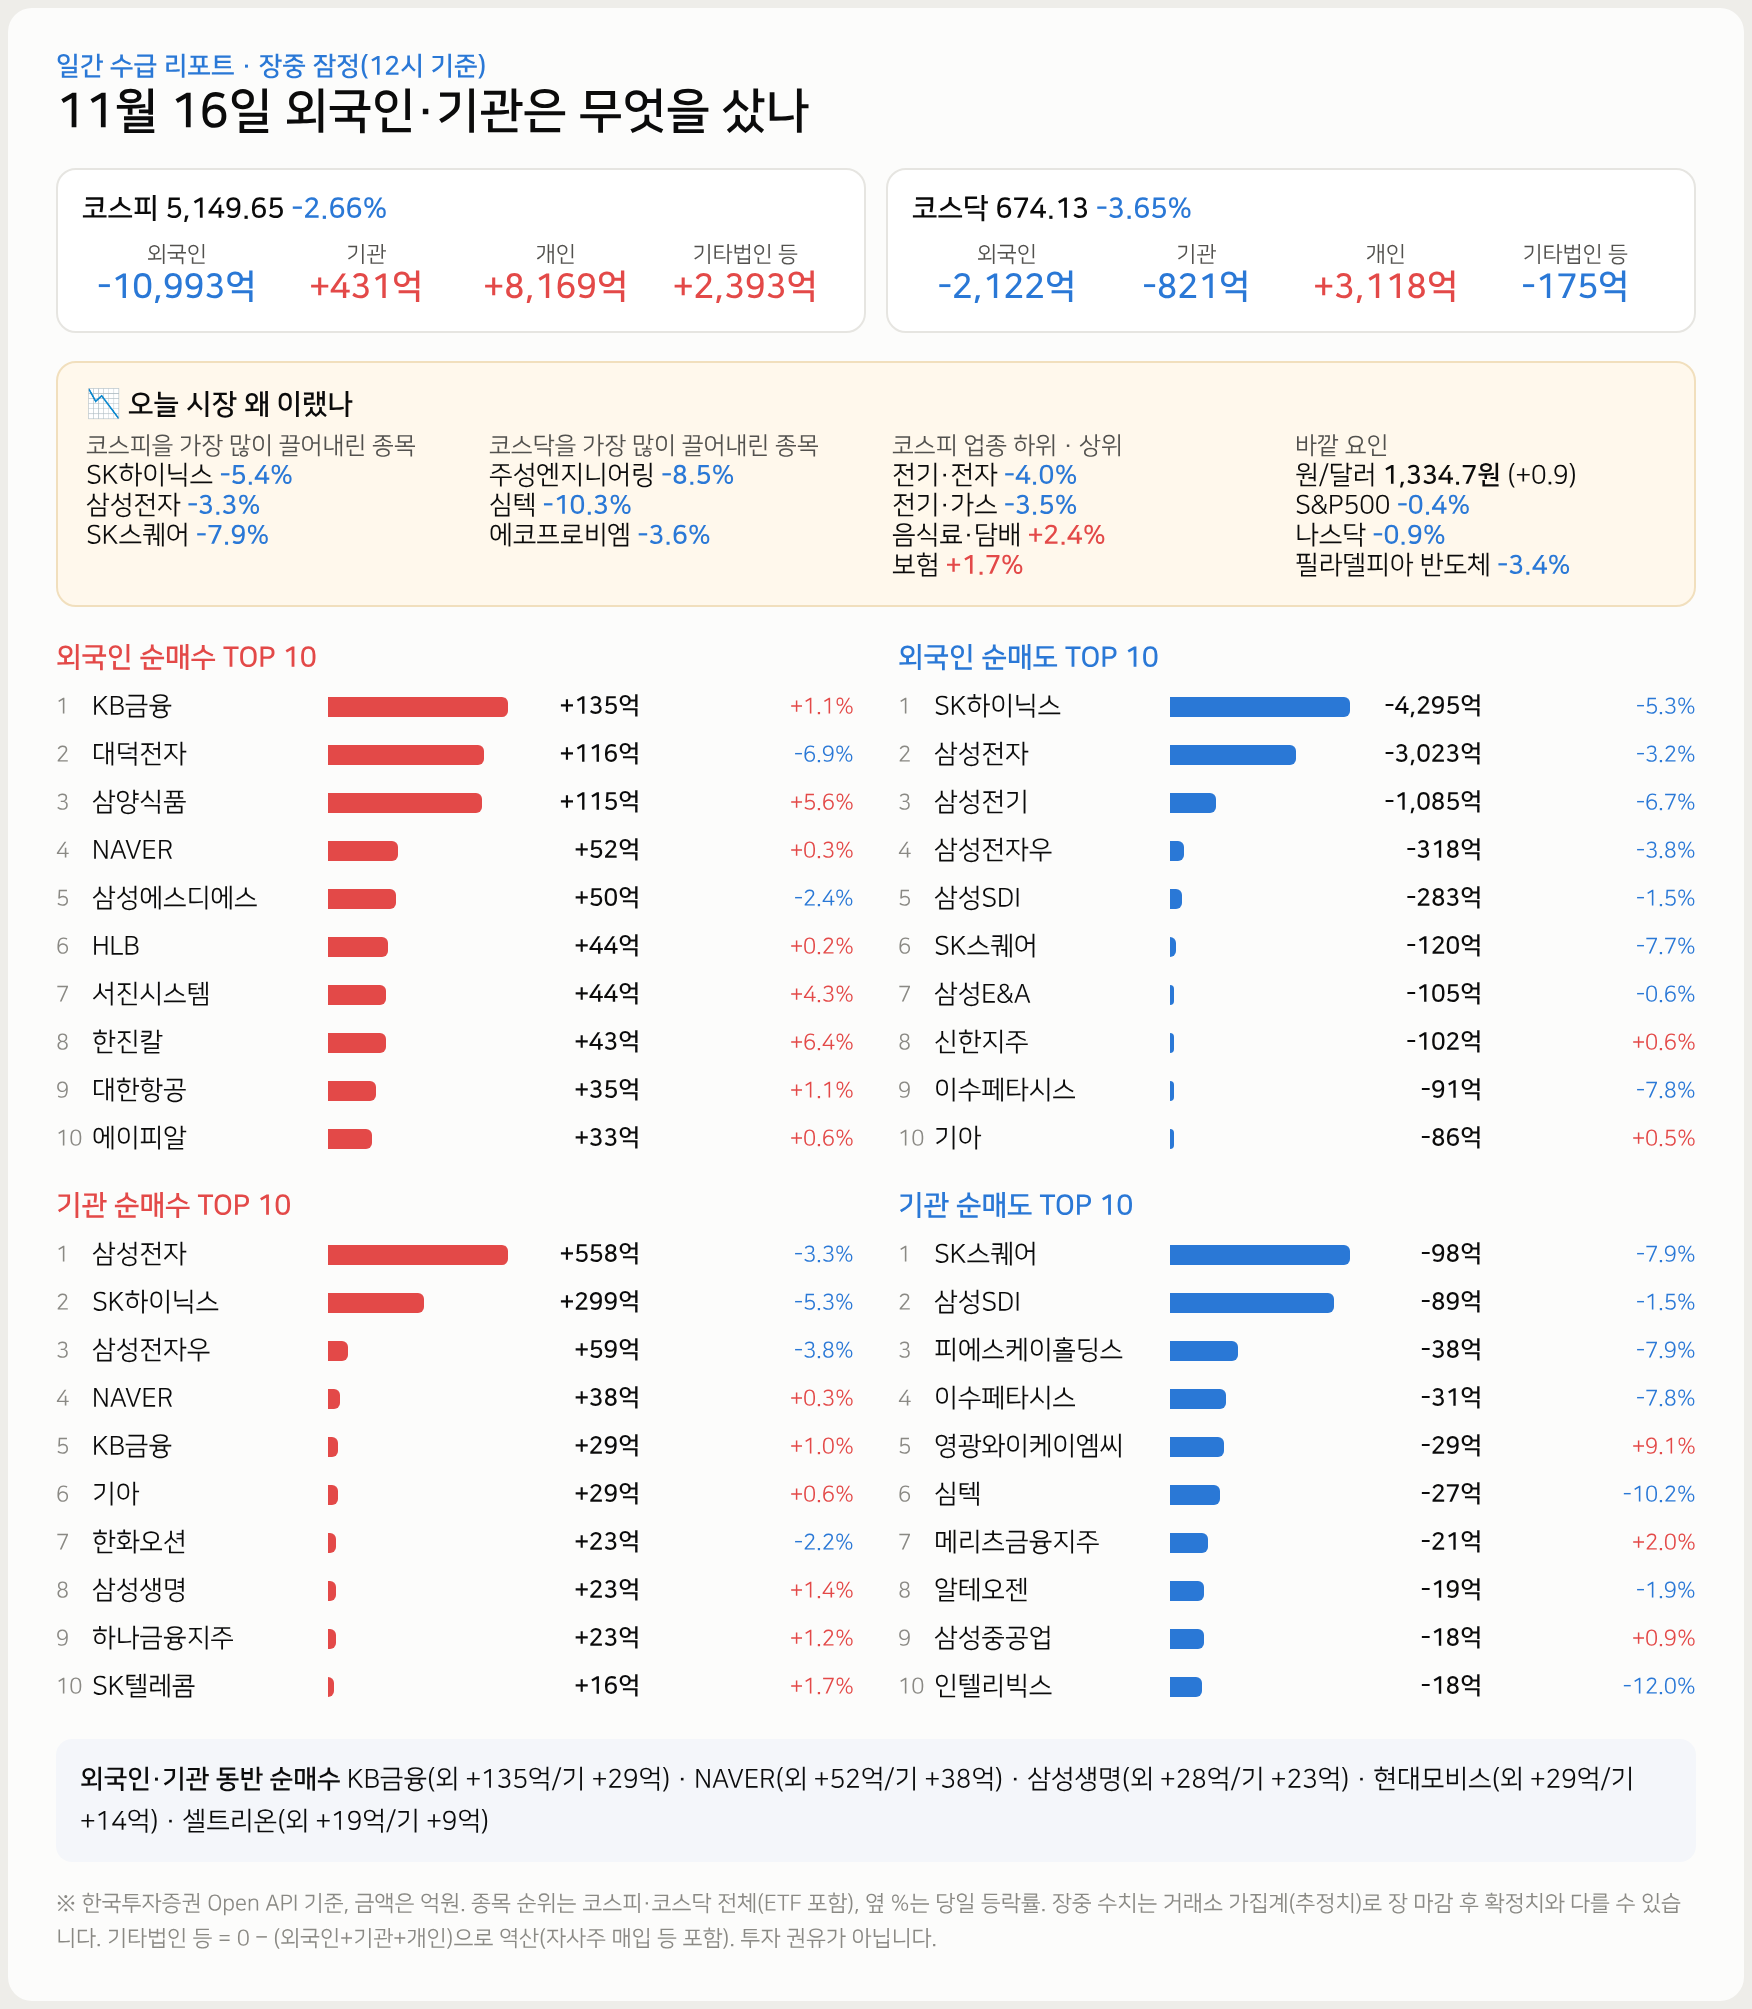 일간 수급 리포트 · 장중 잠정(12시 기준)
11월 16일 외국인·기관은 무엇을 샀나
코스피 5,149.65 -2.66%
외국인 기관 개인 기타법인 등
-10,993억 +431억 +8,169억 +2,393억
코스닥 674.13 -3.65%
외국인 기관 개인 기타법인 등
-2,122억 -821억 +3,118억 -175억
📉 오늘 시장 왜 이랬나
코스피을 가장 많이 끌어내린 종목
SK하이닉스 -5.4%
삼성전자 -3.3%
SK스퀘어 -7.9%
코스닥을 가장 많이 끌어내린 종목
주성엔지니어링 -8.5%
심텍 -10.3%
에코프로비엠 -3.6%
코스피 업종 하위 · 상위
전기·전자 -4.0%
전기·가스 -3.5%
음식료·담배 +2.4%
보험 +1.7%
바깥 요인
원/달러 1,334.7원 (+0.9)
S&P500 -0.4%
나스닥 -0.9%
필라델피아 반도체 -3.4%
외국인 순매수 TOP 10
1 KB금융 +135억 +1.1%
2 대덕전자 +116억 -6.9%
3 삼양식품 +115억 +5.6%
4 NAVER +52억 +0.3%
5 삼성에스디에스 +50억 -2.4%
6 HLB +44억 +0.2%
7 서진시스템 +44억 +4.3%
8 한진칼 +43억 +6.4%
9 대한항공 +35억 +1.1%
10 에이피알 +33억 +0.6%
외국인 순매도 TOP 10
1 SK하이닉스 -4,295억 -5.3%
2 삼성전자 -3,023억 -3.2%
3 삼성전기 -1,085억 -6.7%
4 삼성전자우 -318억 -3.8%
5 삼성SDI -283억 -1.5%
6 SK스퀘어 -120억 -7.7%
7 삼성E&A -105억 -0.6%
8 신한지주 -102억 +0.6%
9 이수페타시스 -91억 -7.8%
10 기아 -86억 +0.5%
기관 순매수 TOP 10
1 삼성전자 +558억 -3.3%
2 SK하이닉스 +299억 -5.3%
3 삼성전자우 +59억 -3.8%
4 NAVER +38억 +0.3%
5 KB금융 +29억 +1.0%
6 기아 +29억 +0.6%
7 한화오션 +23억 -2.2%
8 삼성생명 +23억 +1.4%
9 하나금융지주 +23억 +1.2%
10 SK텔레콤 +16억 +1.7%
기관 순매도 TOP 10
1 SK스퀘어 -98억 -7.9%
2 삼성SDI -89억 -1.5%
3 피에스케이홀딩스 -38억 -7.9%
4 이수페타시스 -31억 -7.8%
5 영광와이케이엠씨 -29억 +9.1%
6 심텍 -27억 -10.2%
7 메리츠금융지주 -21억 +2.0%
8 알테오젠 -19억 -1.9%
9 삼성중공업 -18억 +0.9%
10 인텔리빅스 -18억 -12.0%
외국인·기관 동반 순매수 KB금융(외 +135억/기 +29억) · NAVER(외 +52억/기 +38억) · 삼성생명(외 +28억/기 +23억) · 현대모비스(외 +29억/기
+14억) · 셀트리온(외 +19억/기 +9억)
※ 한국투자증권 Open API 기준, 금액은 억원. 종목 순위는 코스피·코스닥 전체(ETF 포함), 옆 %는 당일 등락률. 장중 수치는 거래소 가집계(추정치)로 장 마감 후 확정치와 다를 수 있습
니다. 기타법인 등 = 0 − (외국인+기관+개인)으로 역산(자사주 매입 등 포함). 투자 권유가 아닙니다.